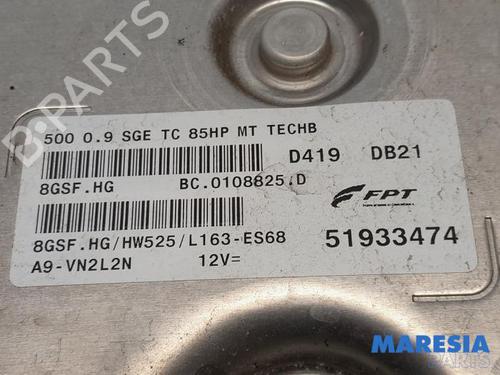 B-PARTS
500 0.9 SGE TC 85HP MT TECHB
D419 DB21
8GSF.HG BC.0108825.D
FPT
8GSF.HG/HW525/L163-ES68
51933474
A9-VN2L2N 12V=
MARESIA
PARTS